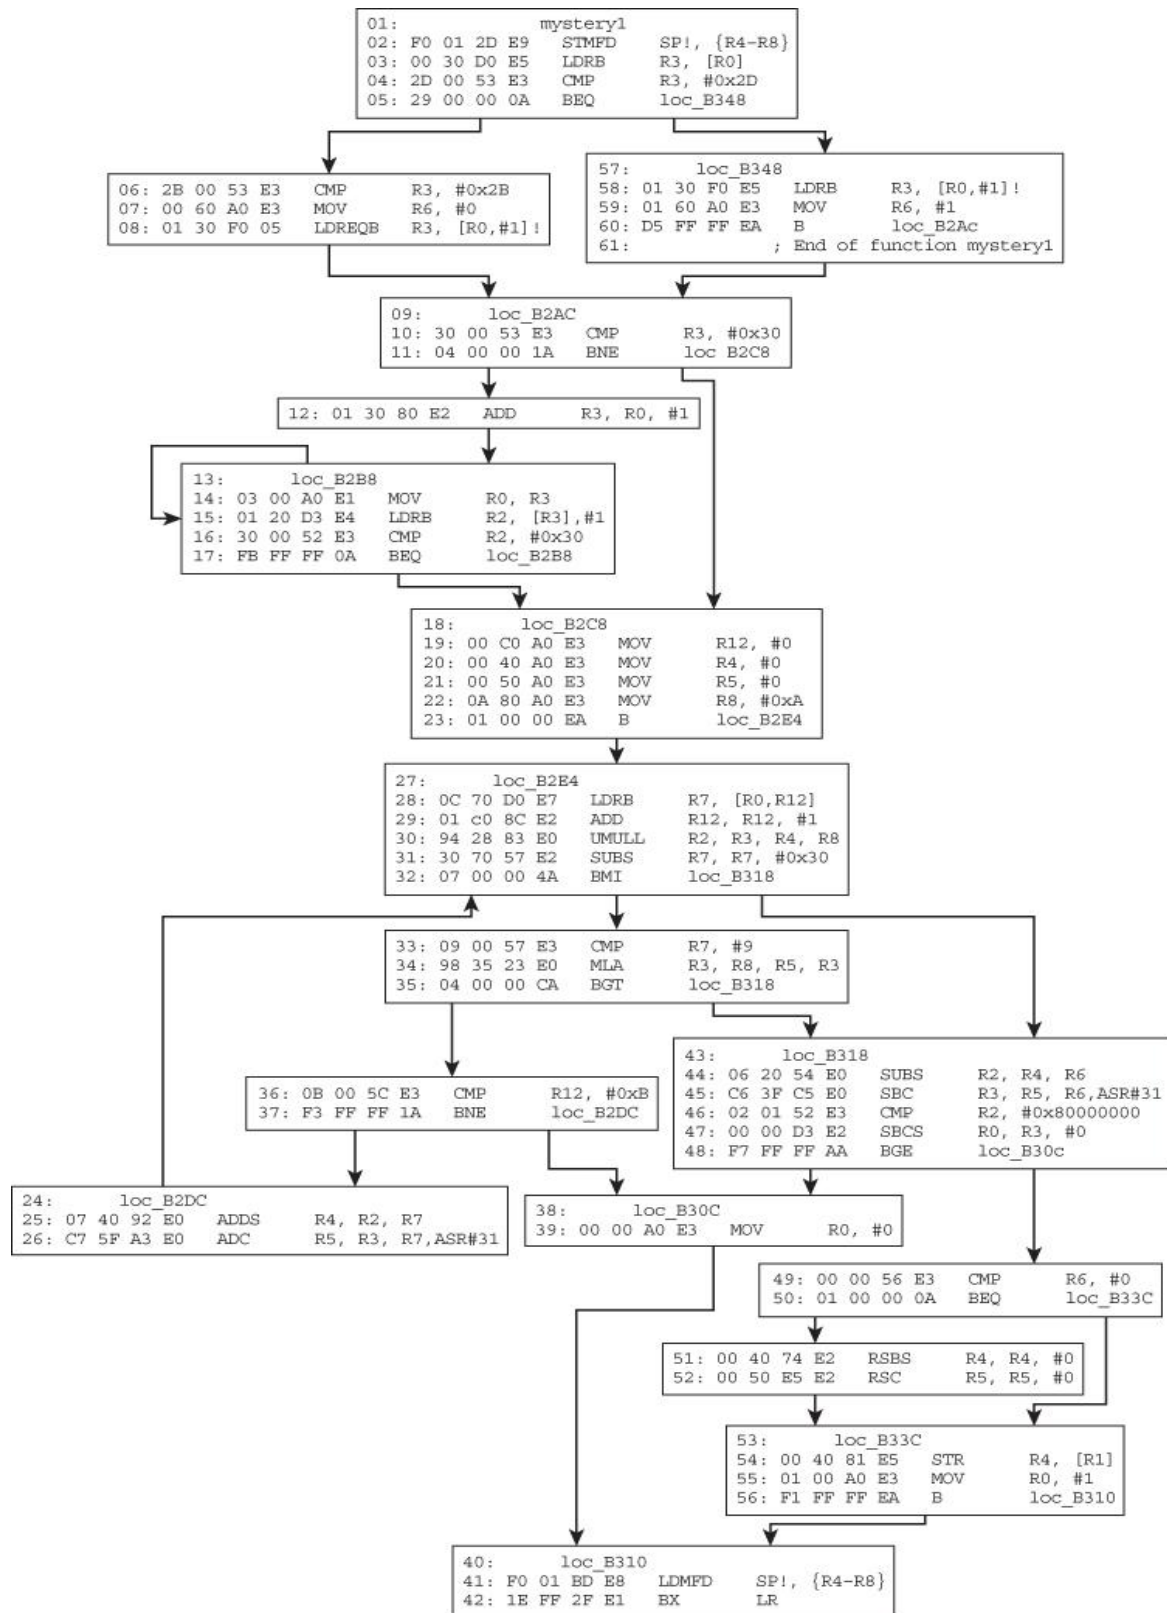 01: mystery1
02: F0 01 2D E9 STMFD SP!, {R4-R8}
03: 00 30 D0 E5 LDRB R3, [R0]
04: 2D 00 53 E3 CMP R3, #0x2D
05: 29 00 00 0A BEQ loc_B348
06: 2B 00 53 E3 CMP R3, #0x2B
07: 00 60 A0 E3 MOV R6, #0
08: 01 30 F0 05 LDREQB R3, [R0,#1]!
57: loc_B348
58: 01 30 F0 E5 LDRB R3, [R0,#1]!
59: 01 60 A0 E3 MOV R6, #1
60: D5 FF FF EA B loc_B2Ac
61: ; End of function mystery1
09: loc_B2AC
10: 30 00 53 E3 CMP R3, #0x30
11: 04 00 00 1A BNE loc B2C8
12: 01 30 80 E2 ADD R3, R0, #1
13: loc_B2B8
14: 03 00 A0 E1 MOV R0, R3
15: 01 20 D3 E4 LDRB R2, [R3],#1
16: 30 00 52 E3 CMP R2, #0x30
17: FB FF FF 0A BEQ loc_B2B8
18: loc_B2C8
19: 00 C0 A0 E3 MOV R12, #0
20: 00 40 A0 E3 MOV R4, #0
21: 00 50 A0 E3 MOV R5, #0
22: 0A 80 A0 E3 MOV R8, #0xA
23: 01 00 00 EA B loc_B2E4
27: loc_B2E4
28: 0C 70 D0 E7 LDRB R7, [R0,R12]
29: 01 c0 8C E2 ADD R12, R12, #1
30: 94 28 83 E0 UMULL R2, R3, R4, R8
31: 30 70 57 E2 SUBS R7, R7, #0x30
32: 07 00 00 4A BMI loc_B318
33: 09 00 57 E3 CMP R7, #9
34: 98 35 23 E0 MLA R3, R8, R5, R3
35: 04 00 00 CA BGT loc_B318
36: 0B 00 5C E3 CMP R12, #0xB
37: F3 FF FF 1A BNE loc_B2DC
43: loc_B318
44: 06 20 54 E0 SUBS R2, R4, R6
45: C6 3F C5 E0 SBC R3, R5, R6,ASR#31
46: 02 01 52 E3 CMP R2, #0x80000000
47: 00 00 D3 E2 SBCS R0, R3, #0
48: F7 FF FF AA BGE loc_B30c
24: loc_B2DC
25: 07 40 92 E0 ADDS R4, R2, R7
26: C7 5F A3 E0 ADC R5, R3, R7,ASR#31
38: loc_B30C
39: 00 00 A0 E3 MOV R0, #0
49: 00 00 56 E3 CMP R6, #0
50: 01 00 00 0A BEQ loc_B33C
51: 00 40 74 E2 RSBS R4, R4, #0
52: 00 50 E5 E2 RSC R5, R5, #0
53: loc_B33C
54: 00 40 81 E5 STR R4, [R1]
55: 01 00 A0 E3 MOV R0, #1
56: F1 FF FF EA B loc_B310
40: loc_B310
41: F0 01 BD E8 LDMFD SP!, {R4-R8}
42: 1E FF 2F E1 BX LR